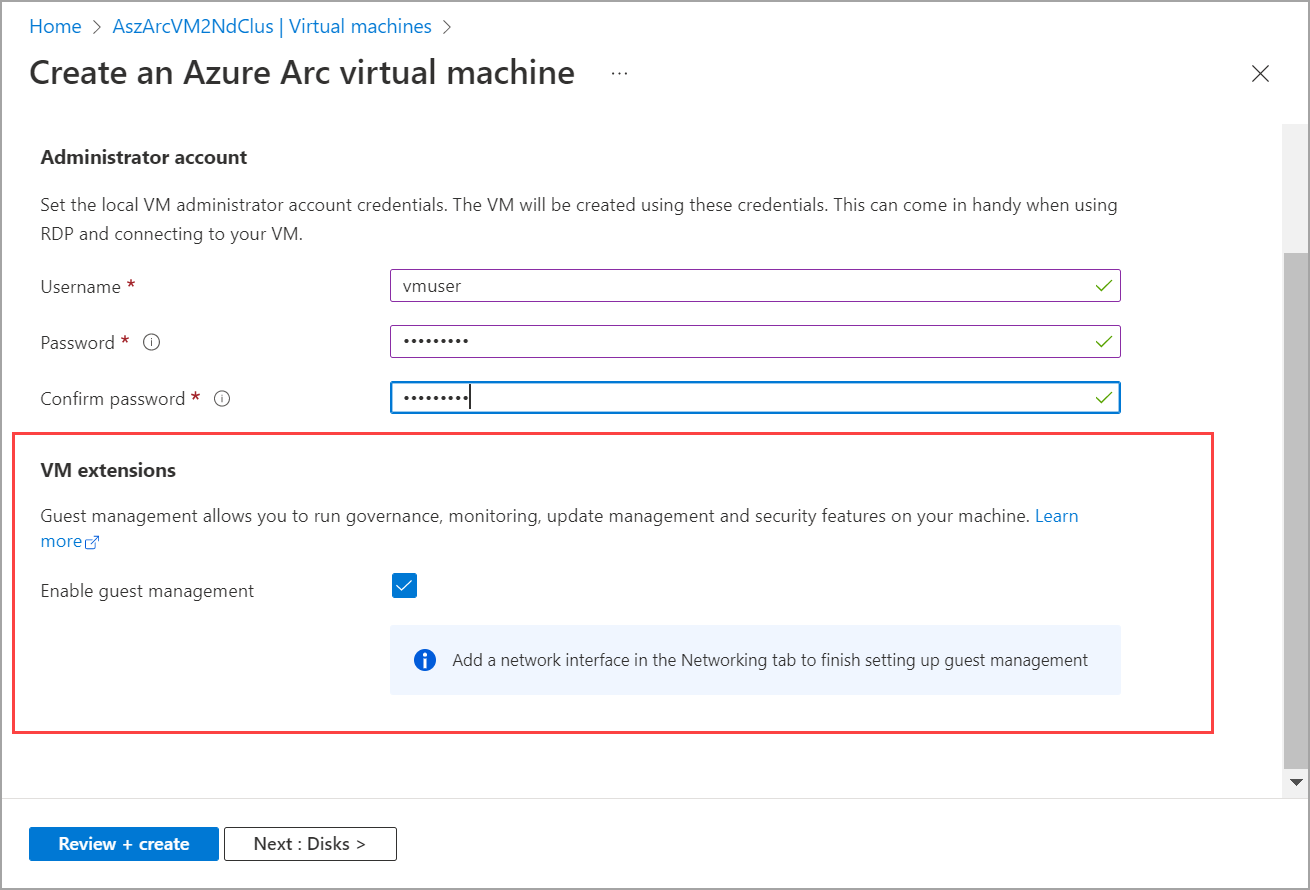 Home > AszArcVM2NdClus | Virtual machines >
Create an Azure Arc virtual machine ...
Administrator account
Set the local VM administrator account credentials. The VM will be created using these credentials. This can come in handy when using
RDP and connecting to your VM.
Username * vmuser
Password * •••••••••
Confirm password * •••••••••
VM extensions
Guest management allows you to run governance, monitoring, update management and security features on your machine. Learn
more
Enable guest management
Add a network interface in the Networking tab to finish setting up guest management
Review + create Next : Disks >